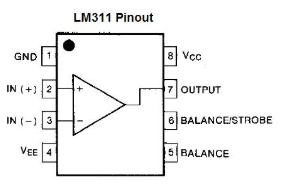 LM311 Pinout
GND 1
8 VCC
IN (+) 2
+
7 OUTPUT
IN (-) 3
−
6 BALANCE/STROBE
VEE 4
5 BALANCE